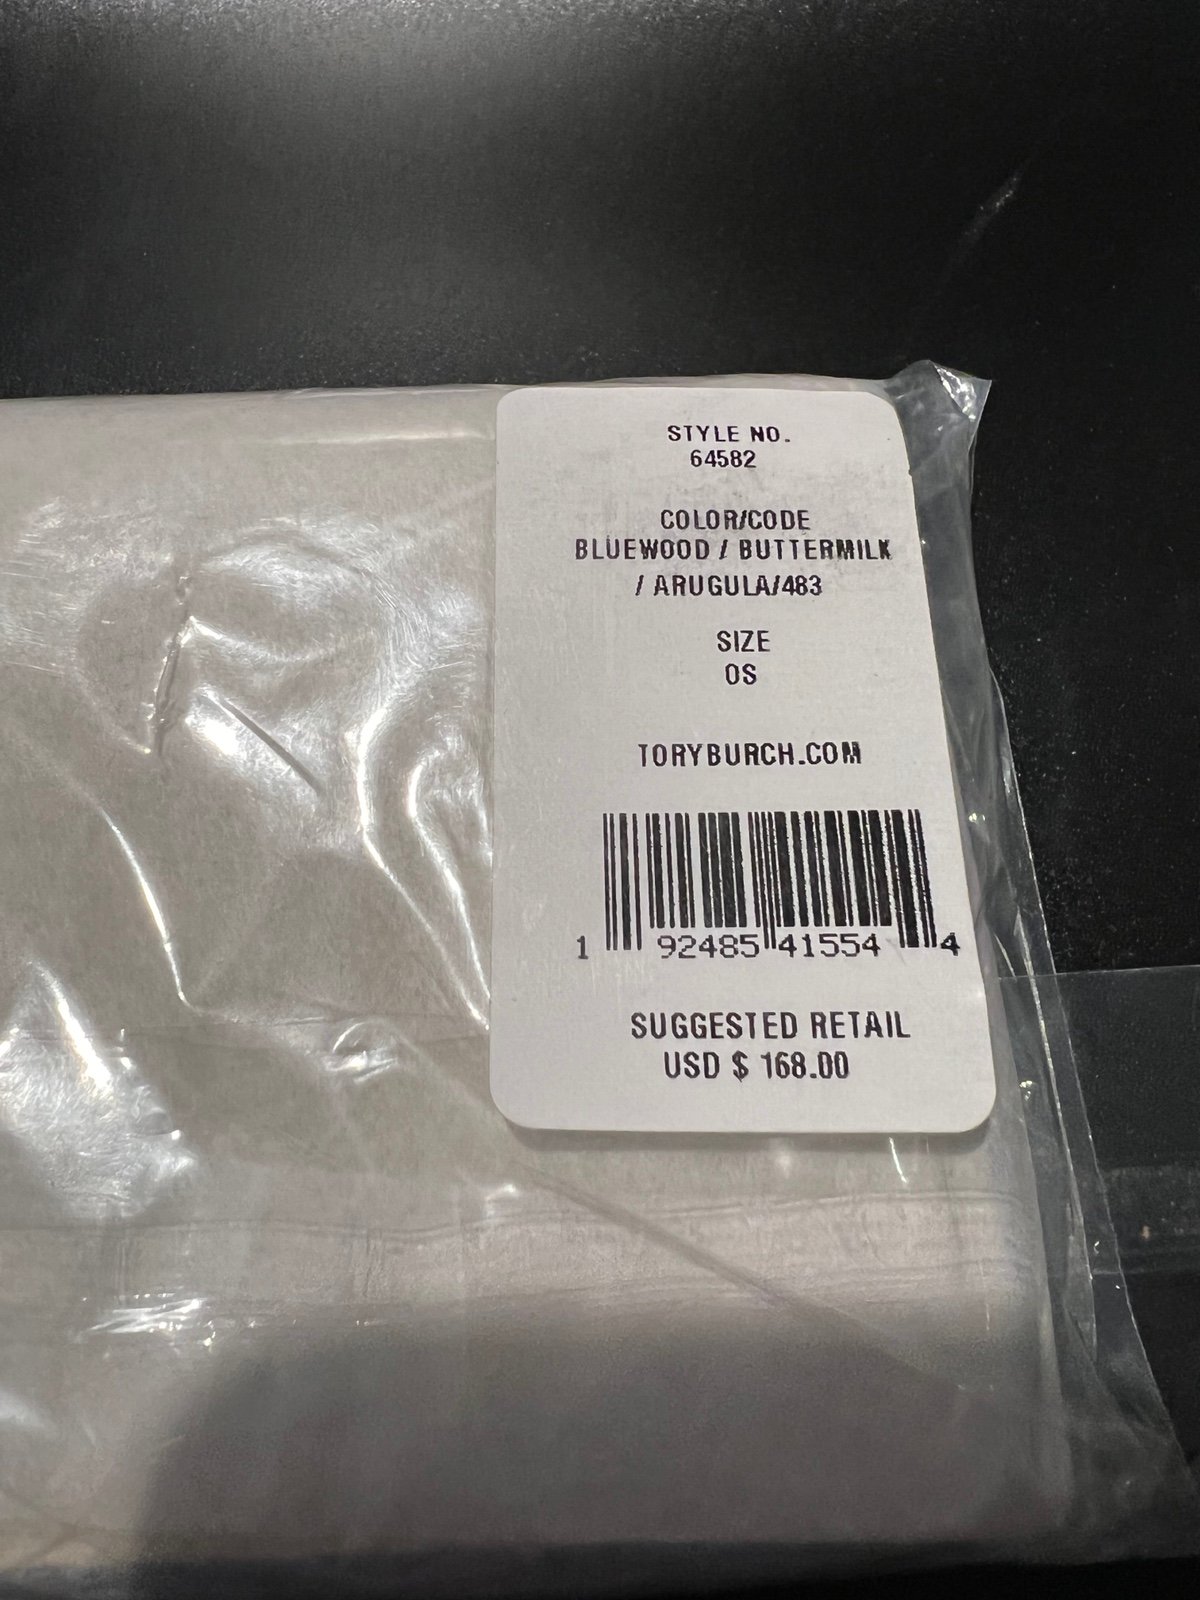 STYLE NO.
64582
COLOR/CODE
BLUEWOOD / BUTTERMILK
/ ARUGULA/483
SIZE
OS
TORYBURCH.COM
1 92485 41554 4
SUGGESTED RETAIL
USD $ 168.00